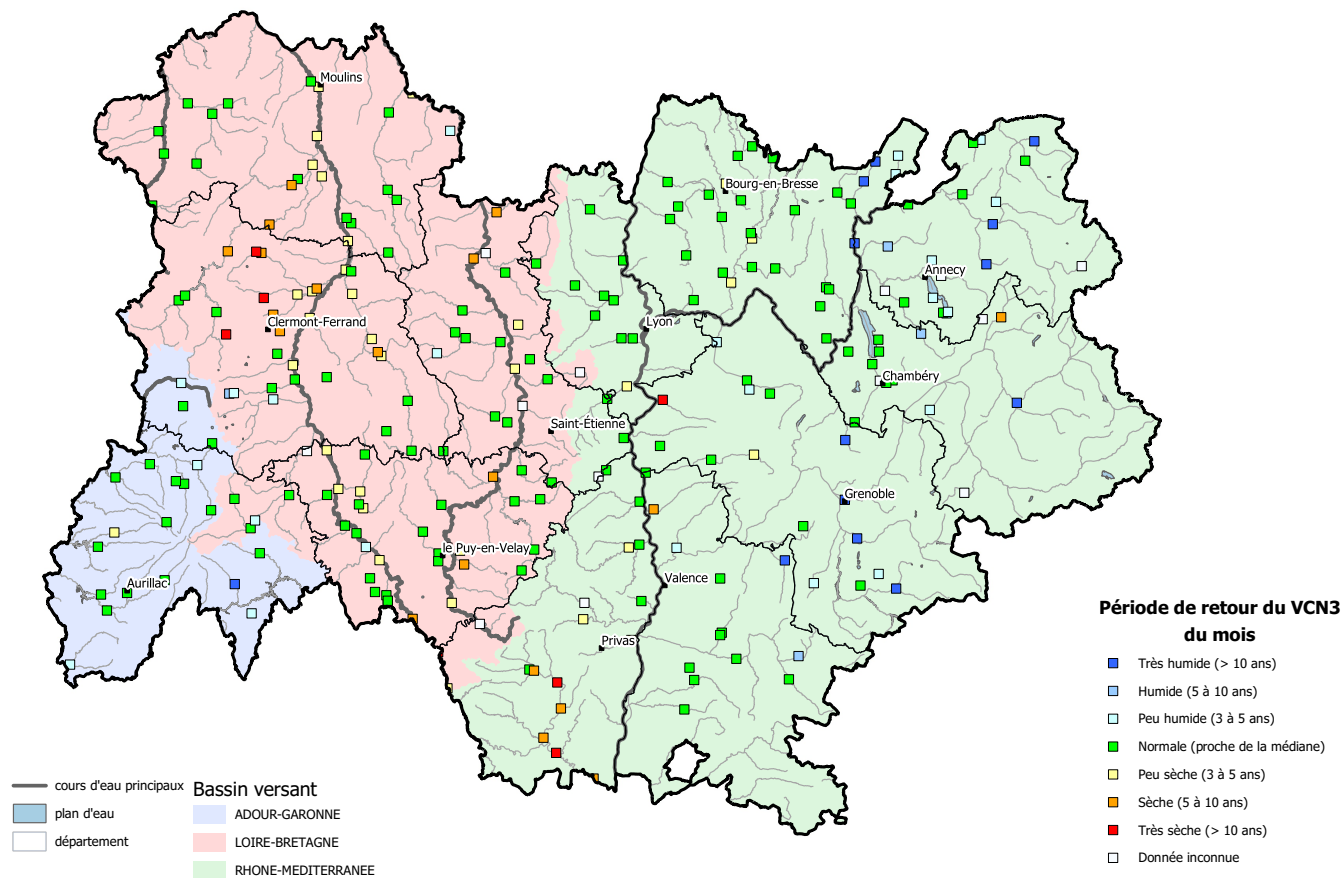 Moulins
Bourg-en-Bresse
Annecy
Clermont-Ferrand
Lyon
Chambéry
Saint-Étienne
Grenoble
le Puy-en-Velay
Aurillac
Valence
Privas
Période de retour du VCN3
du mois
Très humide (> 10 ans)
Humide (5 à 10 ans)
Peu humide (3 à 5 ans)
Normale (proche de la médiane)
Peu sèche (3 à 5 ans)
Sèche (5 à 10 ans)
Très sèche (> 10 ans)
Donnée inconnue
cours d'eau principaux
plan d'eau
département
Bassin versant
ADOUR-GARONNE
LOIRE-BRETAGNE
RHONE-MEDITERRANEE